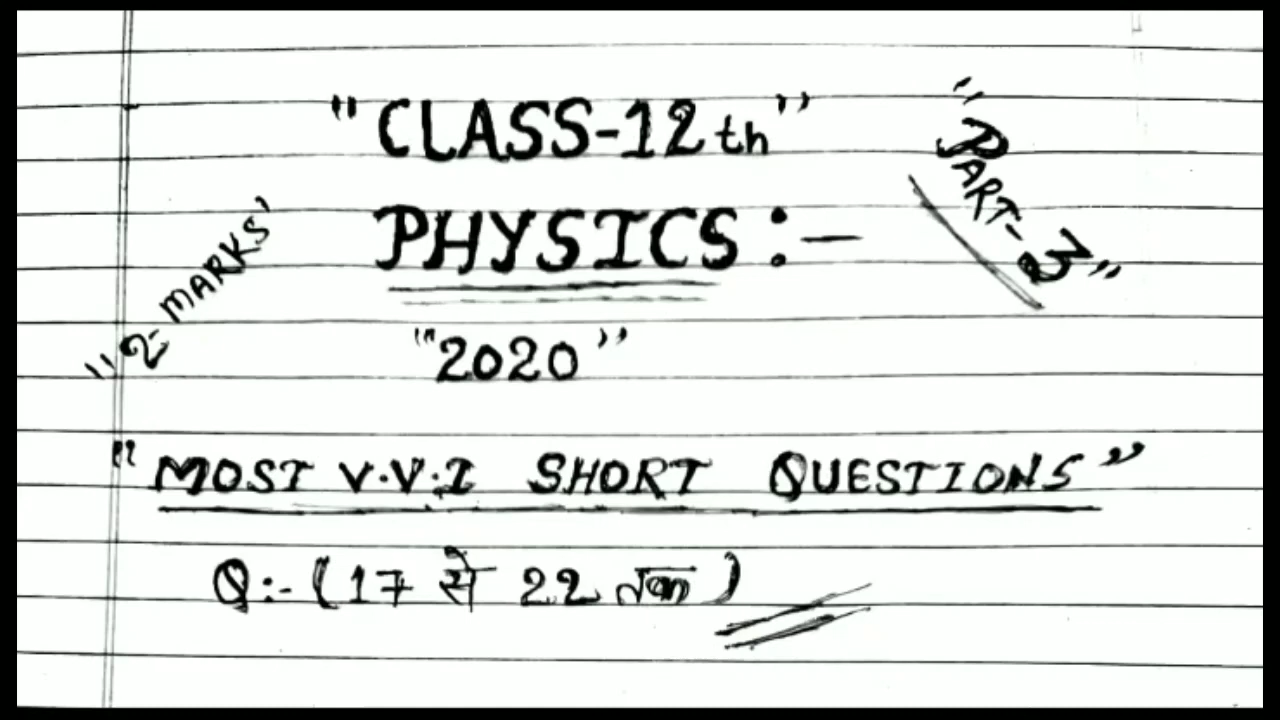 "CLASS-12th"
"PART-3"
PHYSICS:-
"2-MARKS'
"2020"
"MOST V.V.I SHORT QUESTIONS"
Q:- (17 से 22 तक)